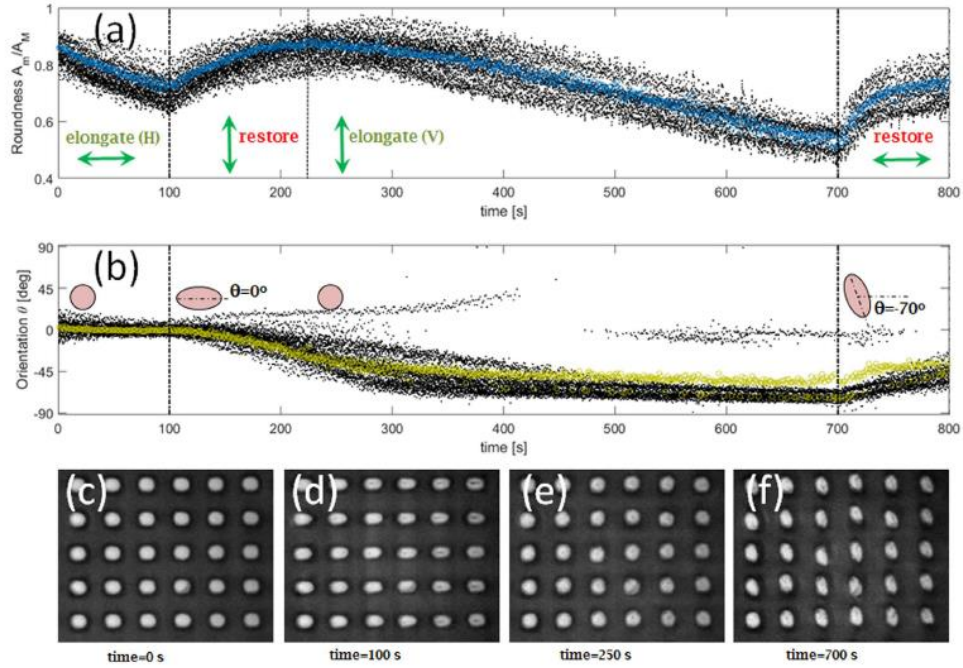 (a)
Roundness A_m/A_M
1
0.8
0.6
0.4
elongate (H)
restore
elongate (V)
restore
0 100 200 300 400 500 600 700 800
time [s]
(b)
Orientation θ [deg]
90
45
0
-45
-90
θ=0°
θ=-70°
0 100 200 300 400 500 600 700 800
time [s]
(c) (d) (e) (f)
time=0 s time=100 s time=250 s time=700 s